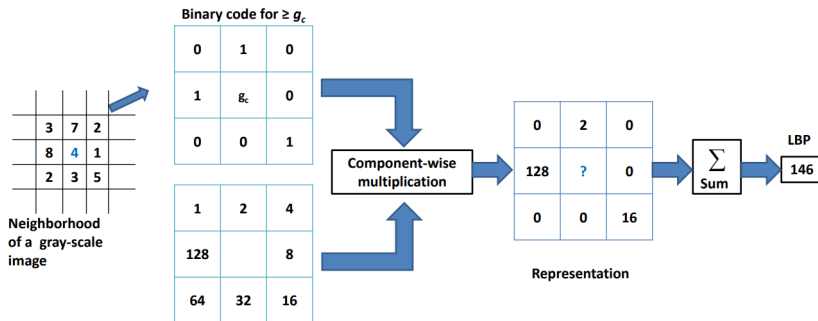 Binary code for ≥ g_c
0 1 0
1 g_c 0
0 0 1
3 7 2
8 4 1
2 3 5
Neighborhood
of a gray-scale
image
1 2 4
128 8
64 32 16
Component-wise
multiplication
0 2 0
128 ? 0
0 0 16
Representation
∑
Sum
LBP
146